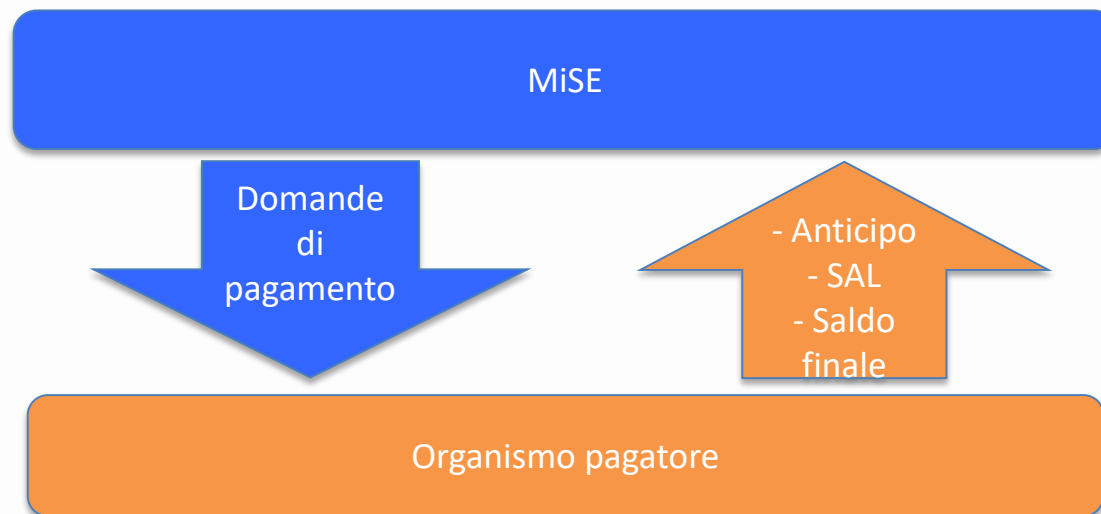 MiSE
Domande
di
pagamento
- Anticipo
- SAL
- Saldo
finale
Organismo pagatore